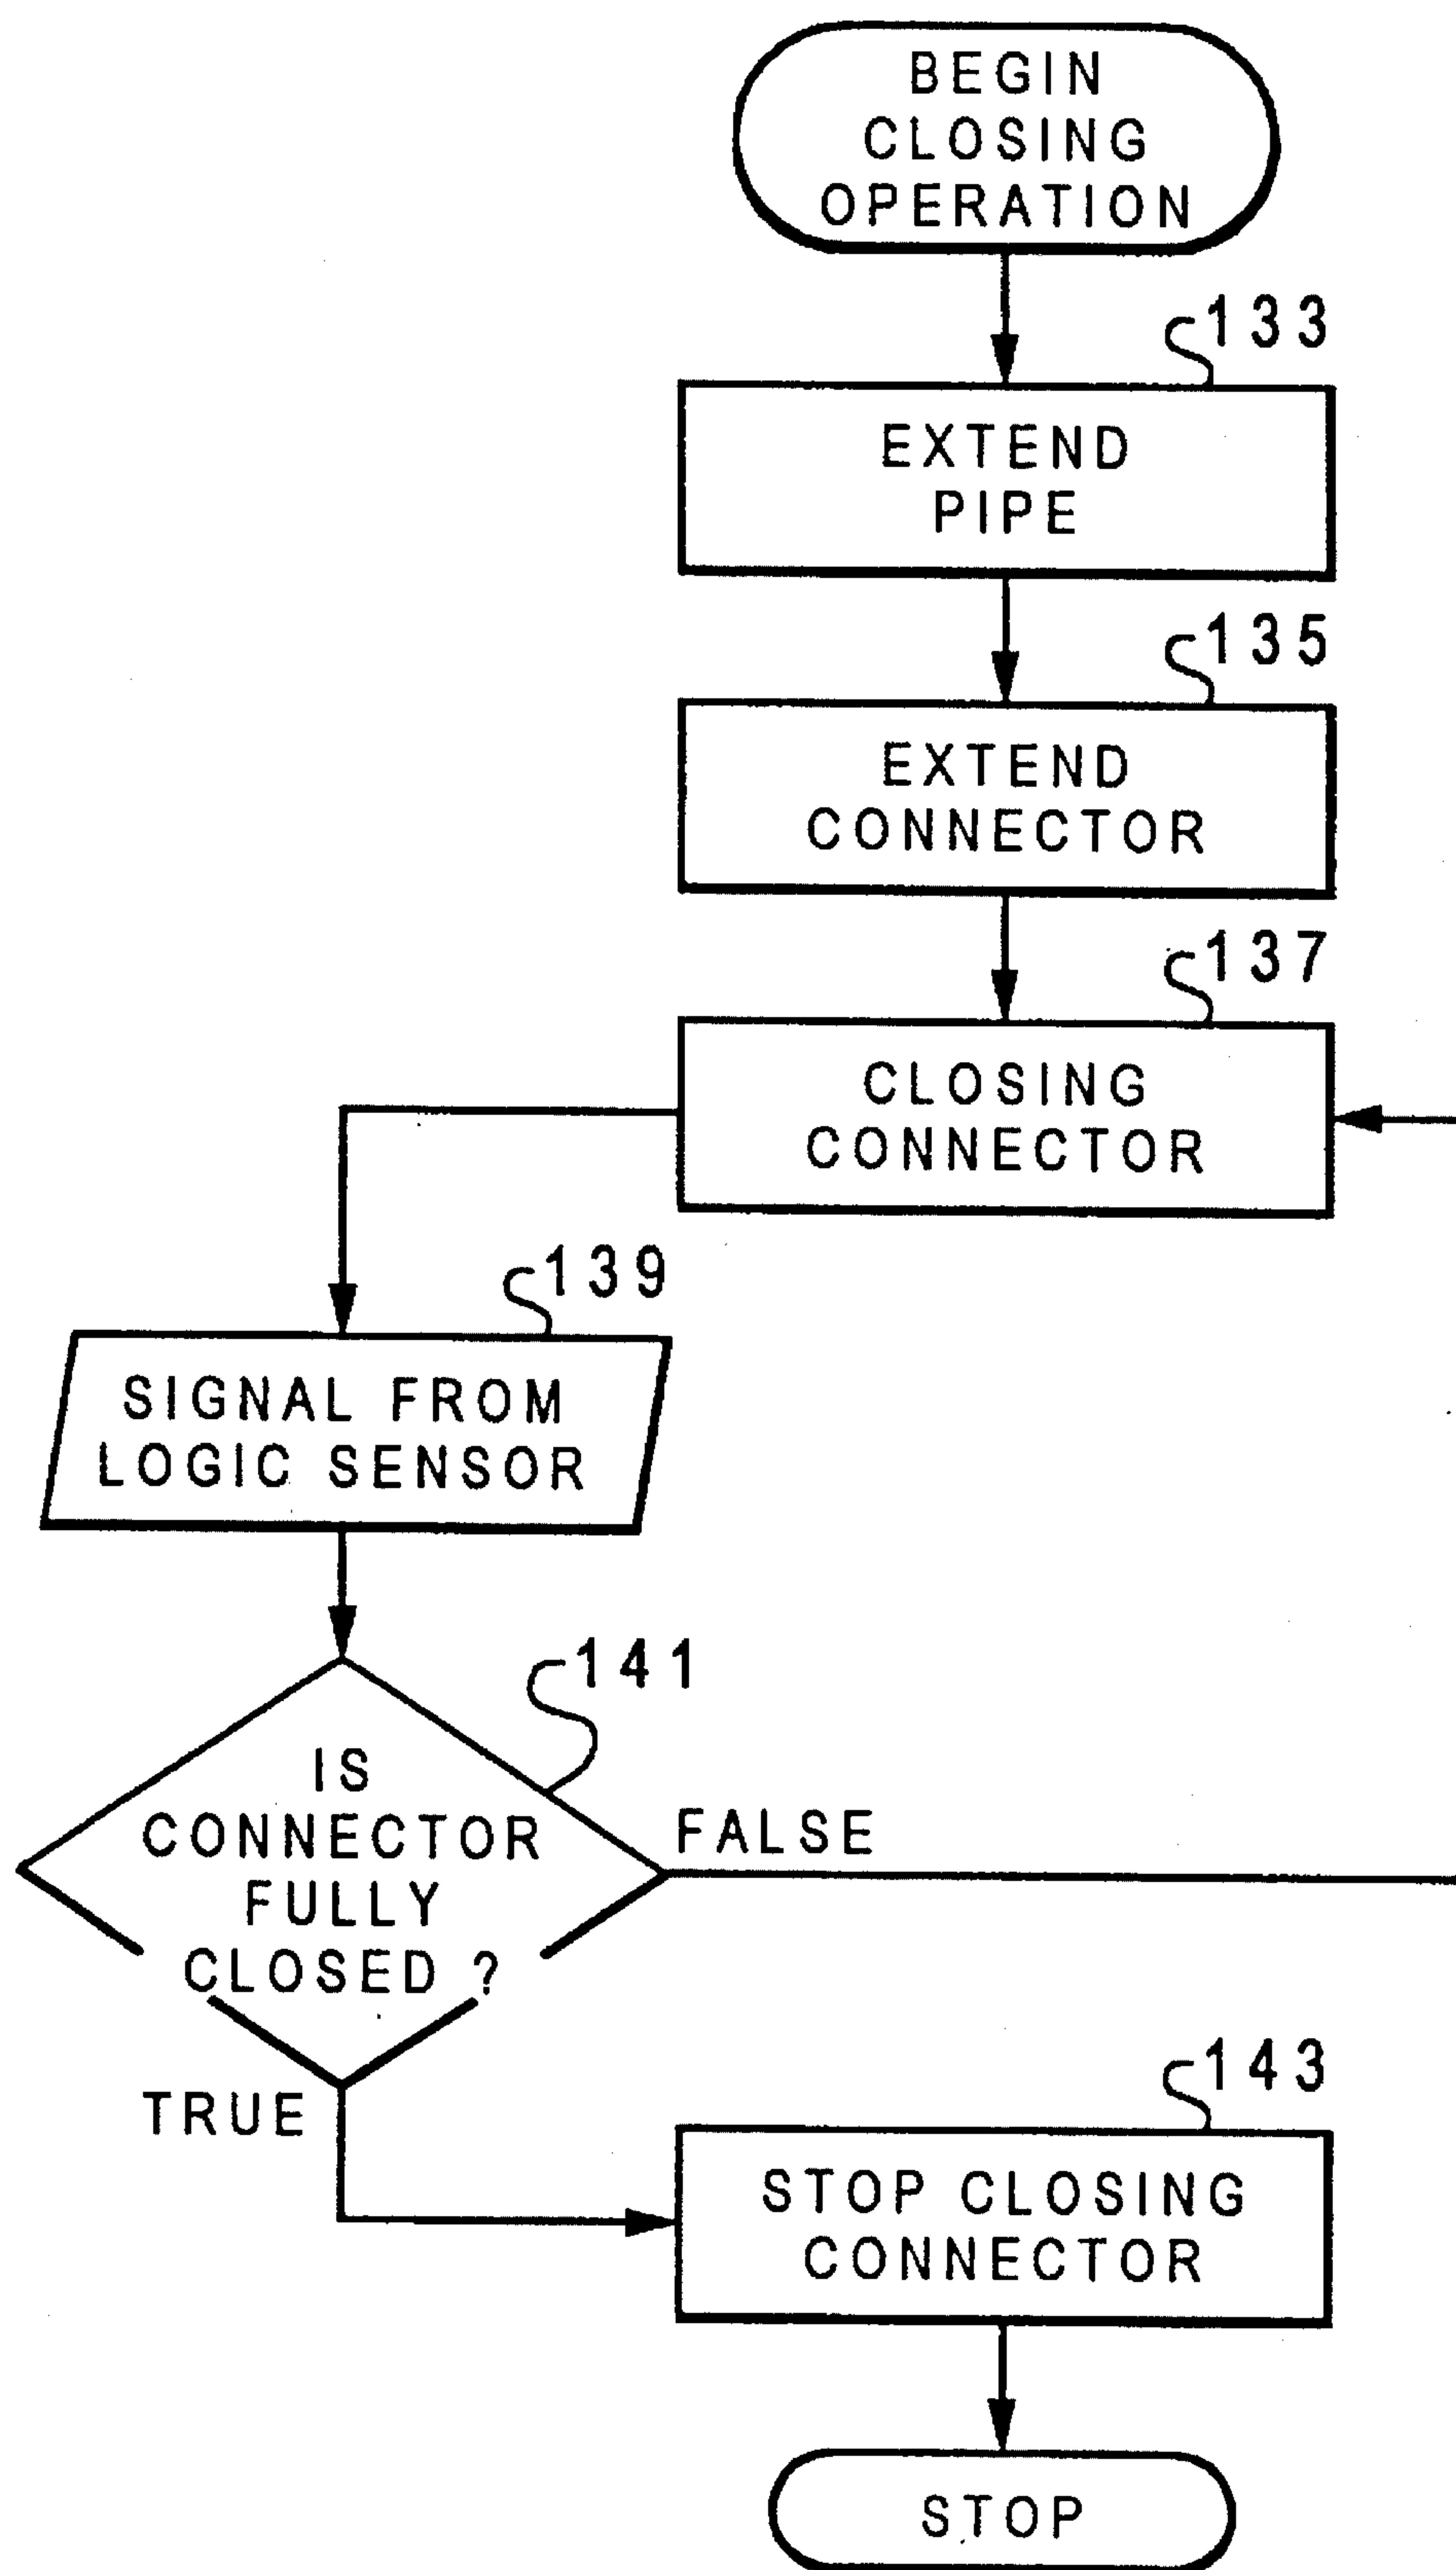 BEGIN
CLOSING
OPERATION
133
EXTEND
PIPE
135
EXTEND
CONNECTOR
137
CLOSING
CONNECTOR
139
SIGNAL FROM
LOGIC SENSOR
141
IS
CONNECTOR
FULLY
CLOSED ?
FALSE
TRUE
143
STOP CLOSING
CONNECTOR
STOP